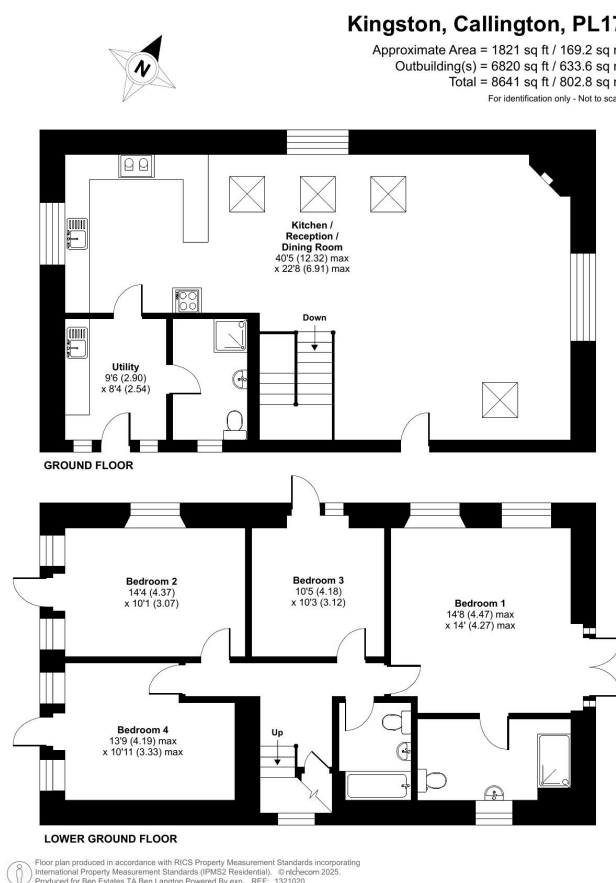 Kingston, Callington, PL17
Approximate Area = 1821 sq ft / 169.2 sq m
Outbuilding(s) = 6820 sq ft / 633.6 sq m
Total = 8641 sq ft / 802.8 sq m
For identification only - Not to scale
N
Kitchen /
Reception /
Dining Room
40'5 (12.32) max
x 22'8 (6.91) max
Down
Utility
9'6 (2.90)
x 8'4 (2.54)
GROUND FLOOR
Bedroom 2
14'4 (4.37)
x 10'1 (3.07)
Bedroom 3
10'5 (4.18)
x 10'3 (3.12)
Bedroom 1
14'8 (4.47) max
x 14' (4.27) max
Bedroom 4
13'9 (4.19) max
x 10'11 (3.33) max
Up
LOWER GROUND FLOOR
Floor plan produced in accordance with RICS Property Measurement Standards incorporating
International Property Measurement Standards (IPMS2 Residential). © ntchecom 2025.
Produced for Ben Estates TA Ben Langton Powered By exp. REF: 1321020